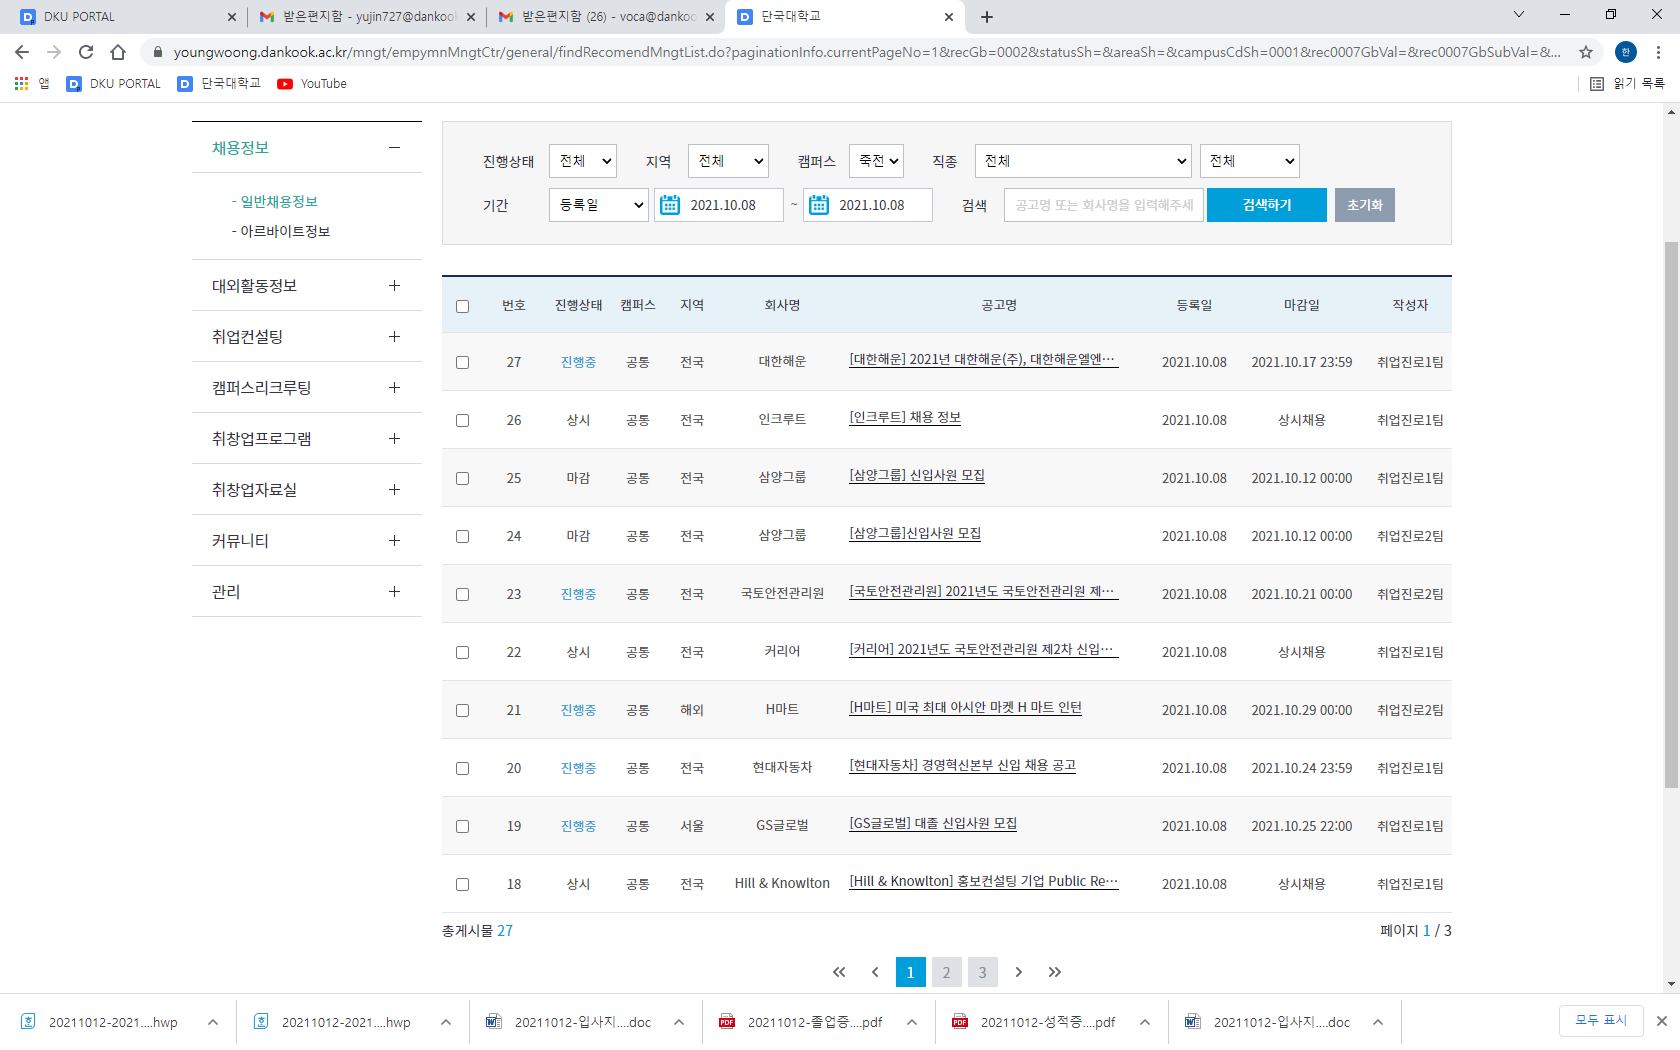 DKU PORTAL
받은편지함 - yujin727@dankook
받은편지함 (26) - voca@dankoo
단국대학교
youngwoong.dankook.ac.kr/mngt/empymnMngtCtr/general/findRecomendMngtList.do?paginationInfo.currentPageNo=1&recGb=0002&statusSh=&areaSh=&campusCdSh=0001&rec0007GbVal=&rec0007GbSubVal=&...
한
앱 DKU PORTAL 단국대학교 YouTube 읽기 목록
채용정보
- 일반채용정보
- 아르바이트정보
대외활동정보
취업컨설팅
캠퍼스리크루팅
취창업프로그램
취창업자료실
커뮤니티
관리
진행상태 전체 지역 전체 캠퍼스 죽전 직종 전체 전체
기간 등록일 2021.10.08 ~ 2021.10.08 검색 공고명 또는 회사명을 입력해주세 검색하기 초기화
번호 진행상태 캠퍼스 지역 회사명 공고명 등록일 마감일 작성자
27 진행중 공통 전국 대한해운 [대한해운] 2021년 대한해운(주), 대한해운엘엔… 2021.10.08 2021.10.17 23:59 취업진로1팀
26 상시 공통 전국 인크루트 [인크루트] 채용 정보 2021.10.08 상시채용 취업진로1팀
25 마감 공통 전국 삼양그룹 [삼양그룹] 신입사원 모집 2021.10.08 2021.10.12 00:00 취업진로1팀
24 마감 공통 전국 삼양그룹 [삼양그룹]신입사원 모집 2021.10.08 2021.10.12 00:00 취업진로2팀
23 진행중 공통 전국 국토안전관리원 [국토안전관리원] 2021년도 국토안전관리원 제… 2021.10.08 2021.10.21 00:00 취업진로2팀
22 상시 공통 전국 커리어 [커리어] 2021년도 국토안전관리원 제2차 신입… 2021.10.08 상시채용 취업진로1팀
21 진행중 공통 해외 H마트 [H마트] 미국 최대 아시안 마켓 H 마트 인턴 2021.10.08 2021.10.29 00:00 취업진로2팀
20 진행중 공통 전국 현대자동차 [현대자동차] 경영혁신본부 신입 채용 공고 2021.10.08 2021.10.24 23:59 취업진로1팀
19 진행중 공통 서울 GS글로벌 [GS글로벌] 대졸 신입사원 모집 2021.10.08 2021.10.25 22:00 취업진로1팀
18 상시 공통 전국 Hill & Knowlton [Hill & Knowlton] 홍보컨설팅 기업 Public Re… 2021.10.08 상시채용 취업진로1팀
총게시물 27 페이지 1 / 3
1 2 3
20211012-2021....hwp 20211012-2021....hwp 20211012-입사지....doc 20211012-졸업증....pdf 20211012-성적증....pdf 20211012-입사지....doc 모두 표시